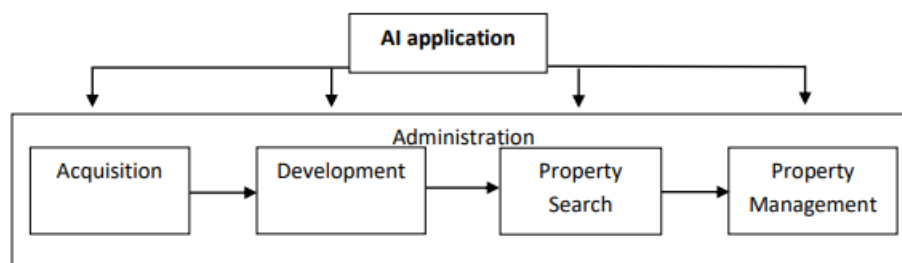 AI application
Administration
Acquisition
Development
Property
Search
Property
Management